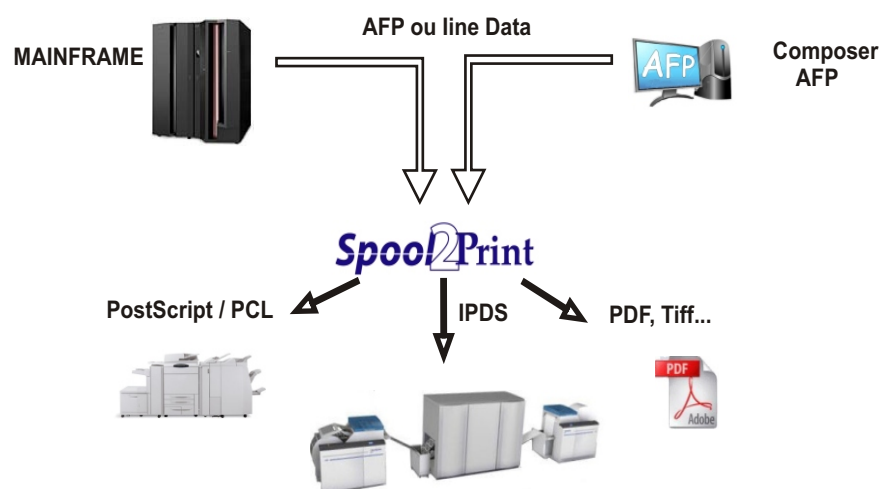 AFP ou line Data
MAINFRAME
AFP
Composer
AFP
Spool2Print
PostScript / PCL
IPDS
PDF, Tiff...
PDF
Adobe